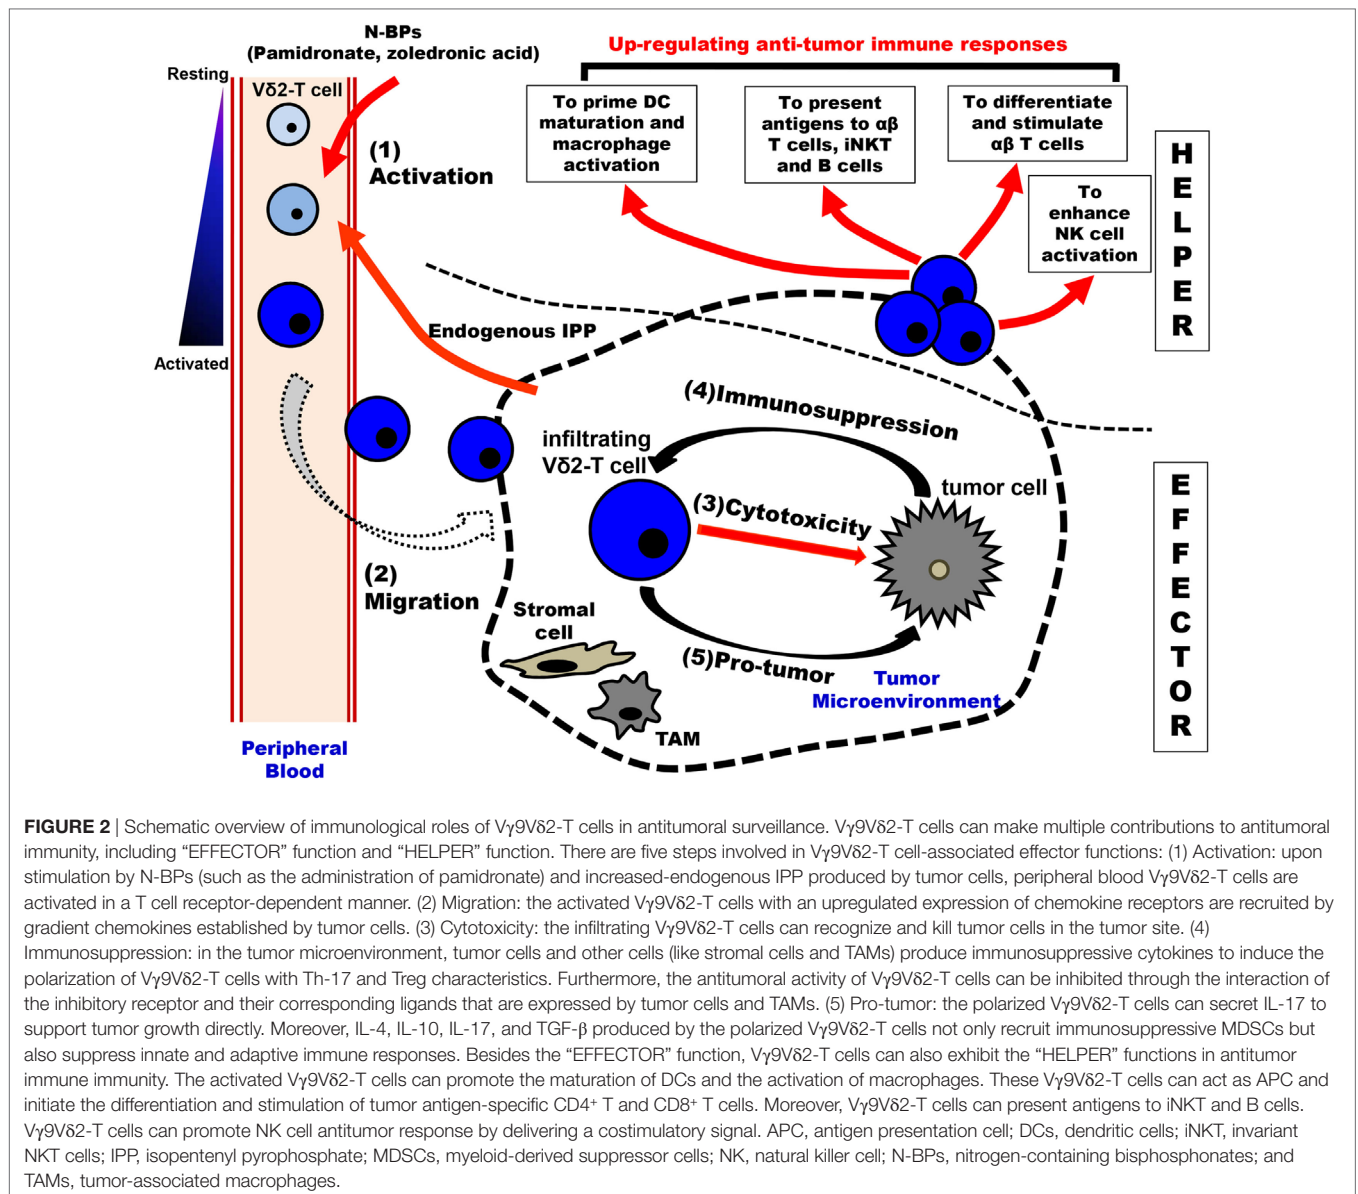 N-BPs
(Pamidronate, zoledronic acid)
Up-regulating anti-tumor immune responses
Resting
Vδ2-T cell
To prime DC
maturation and
macrophage
activation
To present
antigens to αβ
T cells, iNKT
and B cells
To differentiate
and stimulate
αβ T cells
To
enhance
NK cell
activation
HELPER
(1)
Activation
Activated
Endogenous IPP
(4)Immunosuppression
infiltrating
Vδ2-T cell
tumor cell
(3)Cytotoxicity
EFFECTOR
(2)
Migration
Stromal
cell
(5)Pro-tumor
Tumor
Microenvironment
TAM
Peripheral
Blood
FIGURE 2 | Schematic overview of immunological roles of Vγ9Vδ2-T cells in antitumoral surveillance. Vγ9Vδ2-T cells can make multiple contributions to antitumoral
immunity, including “EFFECTOR” function and “HELPER” function. There are five steps involved in Vγ9Vδ2-T cell-associated effector functions: (1) Activation: upon
stimulation by N-BPs (such as the administration of pamidronate) and increased-endogenous IPP produced by tumor cells, peripheral blood Vγ9Vδ2-T cells are
activated in a T cell receptor-dependent manner. (2) Migration: the activated Vγ9Vδ2-T cells with an upregulated expression of chemokine receptors are recruited by
gradient chemokines established by tumor cells. (3) Cytotoxicity: the infiltrating Vγ9Vδ2-T cells can recognize and kill tumor cells in the tumor site. (4)
Immunosuppression: in the tumor microenvironment, tumor cells and other cells (like stromal cells and TAMs) produce immunosuppressive cytokines to induce the
polarization of Vγ9Vδ2-T cells with Th-17 and Treg characteristics. Furthermore, the antitumoral activity of Vγ9Vδ2-T cells can be inhibited through the interaction of
the inhibitory receptor and their corresponding ligands that are expressed by tumor cells and TAMs. (5) Pro-tumor: the polarized Vγ9Vδ2-T cells can secret IL-17 to
support tumor growth directly. Moreover, IL-4, IL-10, IL-17, and TGF-β produced by the polarized Vγ9Vδ2-T cells not only recruit immunosuppressive MDSCs but
also suppress innate and adaptive immune responses. Besides the “EFFECTOR” function, Vγ9Vδ2-T cells can also exhibit the “HELPER” functions in antitumor
immune immunity. The activated Vγ9Vδ2-T cells can promote the maturation of DCs and the activation of macrophages. These Vγ9Vδ2-T cells can act as APC and
initiate the differentiation and stimulation of tumor antigen-specific CD4⁺ T and CD8⁺ T cells. Moreover, Vγ9Vδ2-T cells can present antigens to iNKT and B cells.
Vγ9Vδ2-T cells can promote NK cell antitumor response by delivering a costimulatory signal. APC, antigen presentation cell; DCs, dendritic cells; iNKT, invariant
NKT cells; IPP, isopentenyl pyrophosphate; MDSCs, myeloid-derived suppressor cells; NK, natural killer cell; N-BPs, nitrogen-containing bisphosphonates; and
TAMs, tumor-associated macrophages.